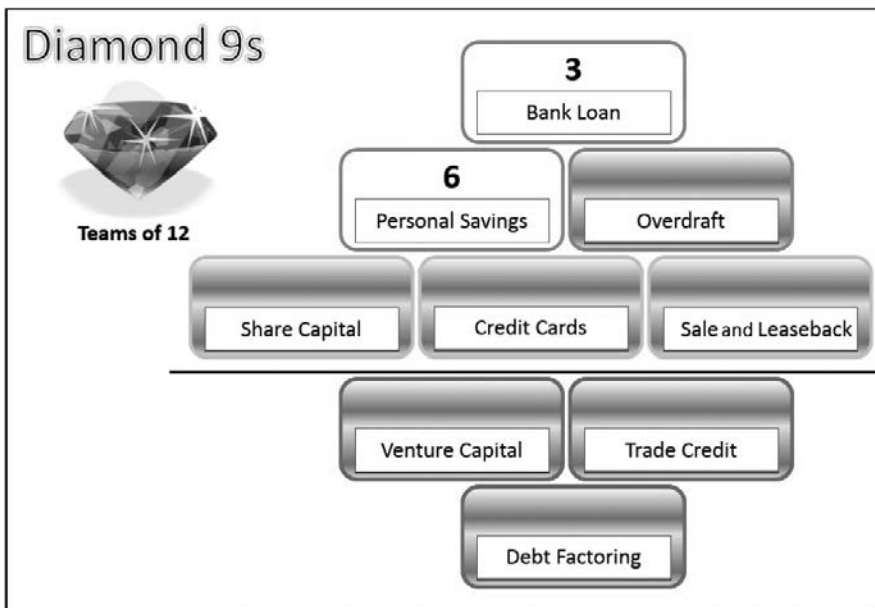 Diamond 9s
Teams of 12
3
Bank Loan
6
Personal Savings
Overdraft
Share Capital
Credit Cards
Sale and Leaseback
Venture Capital
Trade Credit
Debt Factoring